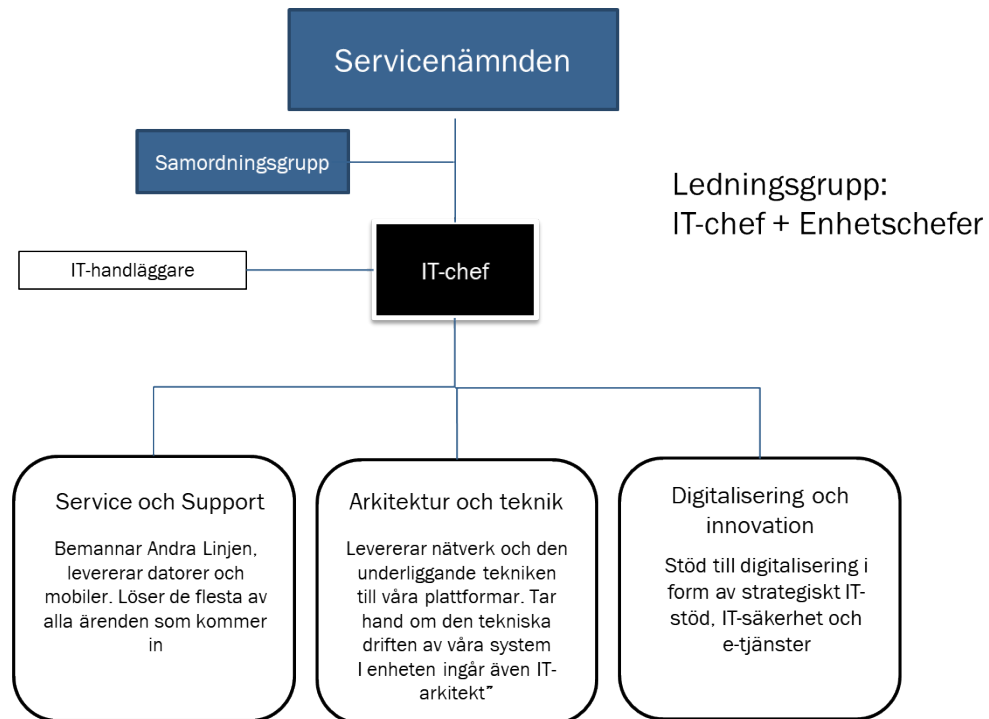 Servicenämnden
Samordningsgrupp
Ledningsgrupp:
IT-chef + Enhetschefer
IT-handläggare
IT-chef
Service och Support
Bemannar Andra Linjen,
levererar datorer och
mobiler. Löser de flesta av
alla ärenden som kommer
in
Arkitektur och teknik
Levererar nätverk och den
underliggande tekniken
till våra plattformar. Tar
hand om den tekniska
driften av våra system
I enheten ingår även IT-
arkitekt”
Digitalisering och
innovation
Stöd till digitalisering i
form av strategiskt IT-
stöd, IT-säkerhet och
e-tjänster